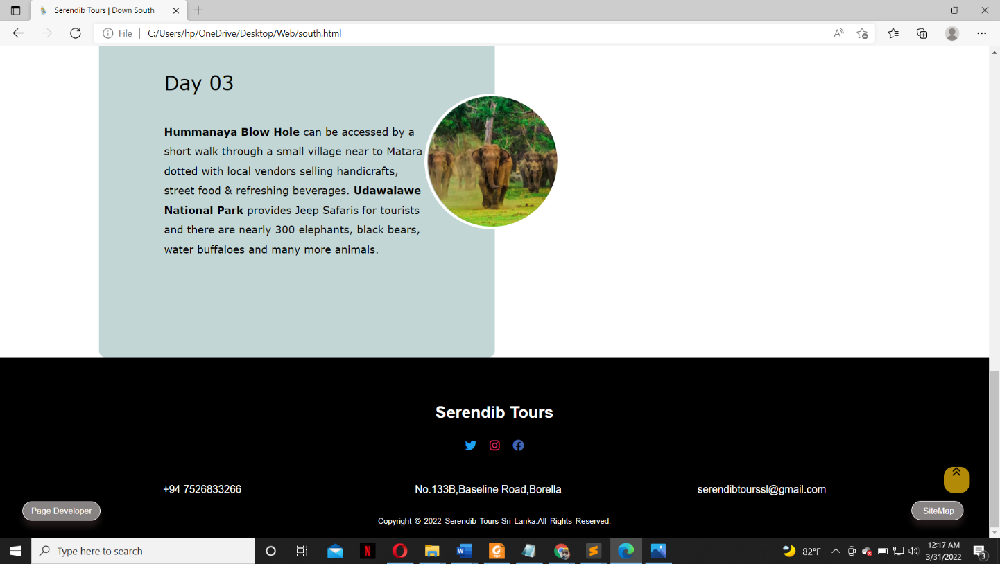 Serendib Tours | Down South
File
C:/Users/hp/OneDrive/Desktop/Web/south.html
Day 03
Hummanaya Blow Hole can be accessed by a
short walk through a small village near to Matara
dotted with local vendors selling handicrafts,
street food & refreshing beverages. Udawalawe
National Park provides Jeep Safaris for tourists
and there are nearly 300 elephants, black bears,
water buffaloes and many more animals.
Serendib Tours
+94 7526833266
No.133B,Baseline Road,Borella
serendibtourssl@gmail.com
Page Developer
SiteMap
Copyright © 2022 Serendib Tours-Sri Lanka.All Rights Reserved.
Type here to search
82°F
12:17 AM
3/31/2022
3